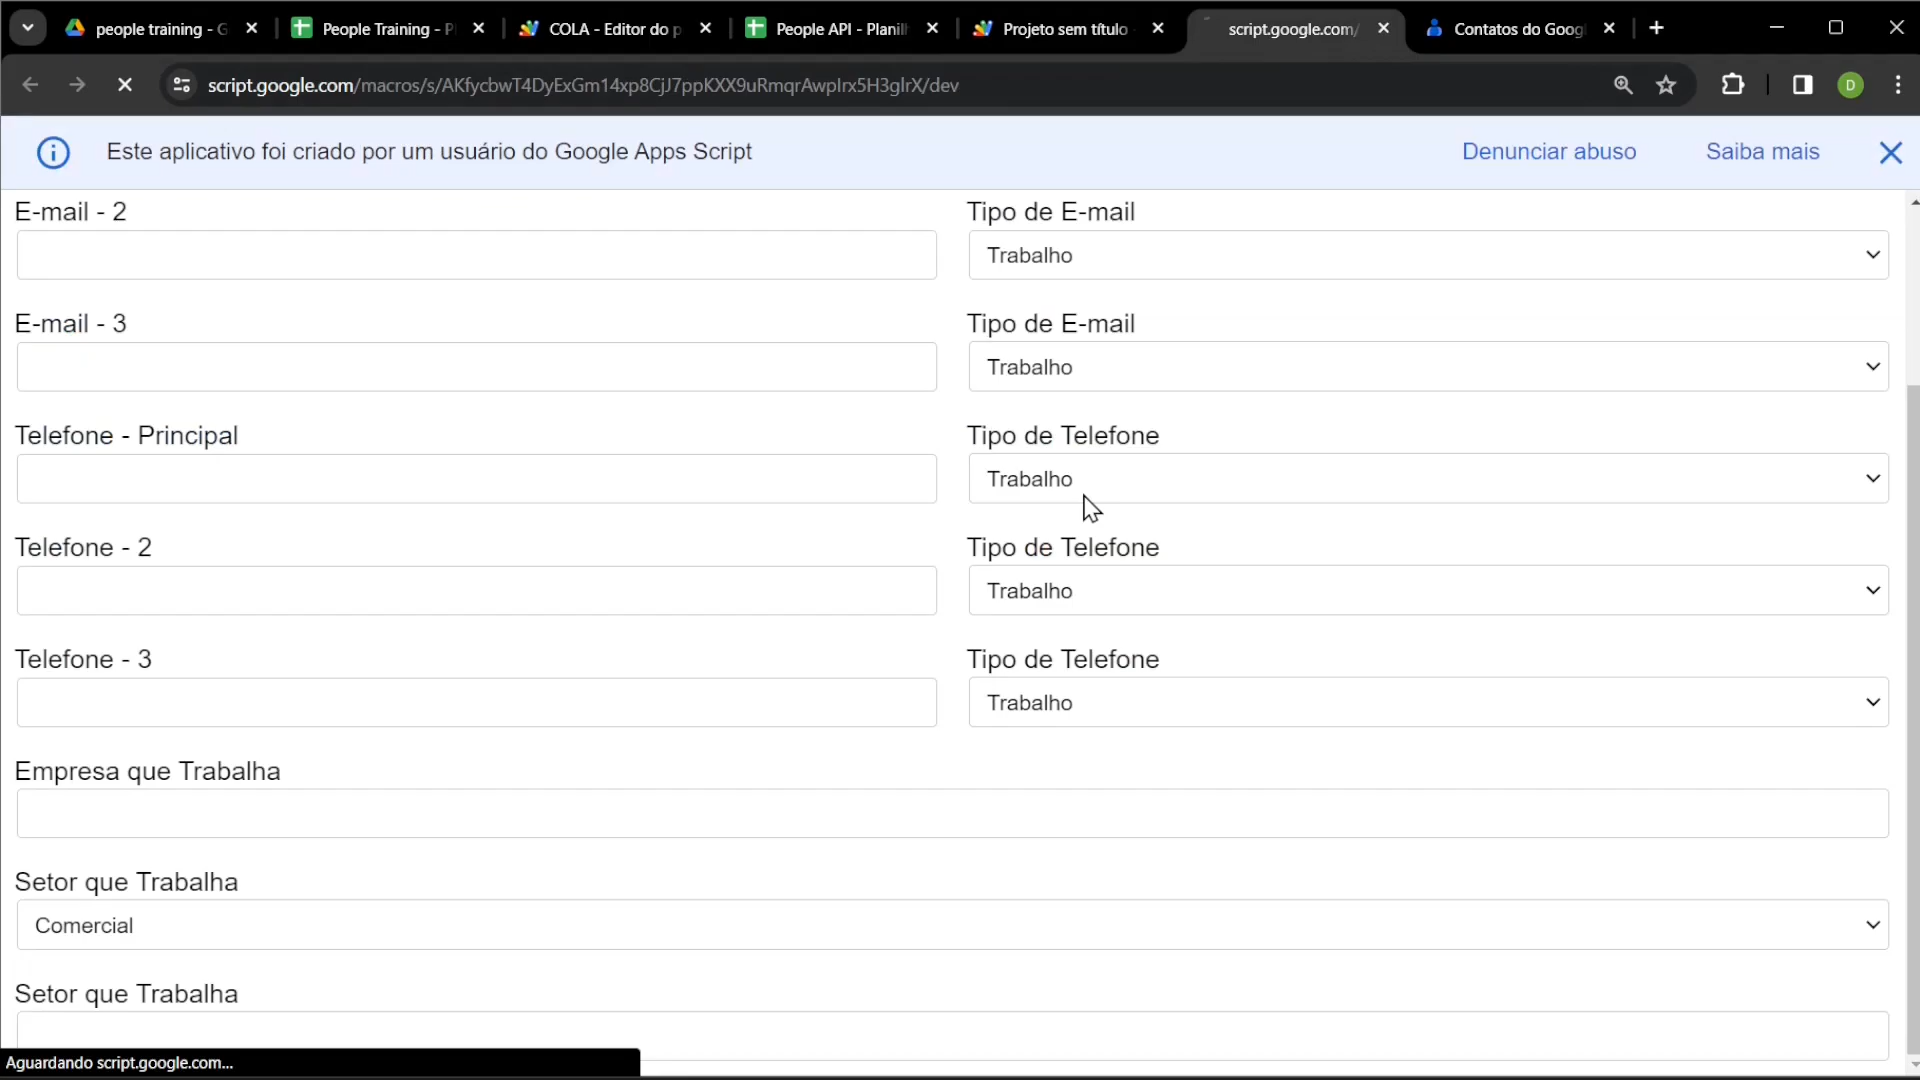 people training - G
People Training - P
COLA - Editor do p
People API - Planil
Projeto sem título
script.google.com/
Contatos do Goog
script.google.com/macros/s/AKfycbwT4DyExGm14xp8CjJ7ppKXX9uRmqrAwpIrx5H3glrX/dev
D
Este aplicativo foi criado por um usuário do Google Apps Script
Denunciar abuso
Saiba mais
E-mail - 2
Tipo de E-mail
Trabalho
E-mail - 3
Tipo de E-mail
Trabalho
Telefone - Principal
Tipo de Telefone
Trabalho
Telefone - 2
Tipo de Telefone
Trabalho
Telefone - 3
Tipo de Telefone
Trabalho
Empresa que Trabalha
Setor que Trabalha
Comercial
Setor que Trabalha
Aguardando script.google.com...